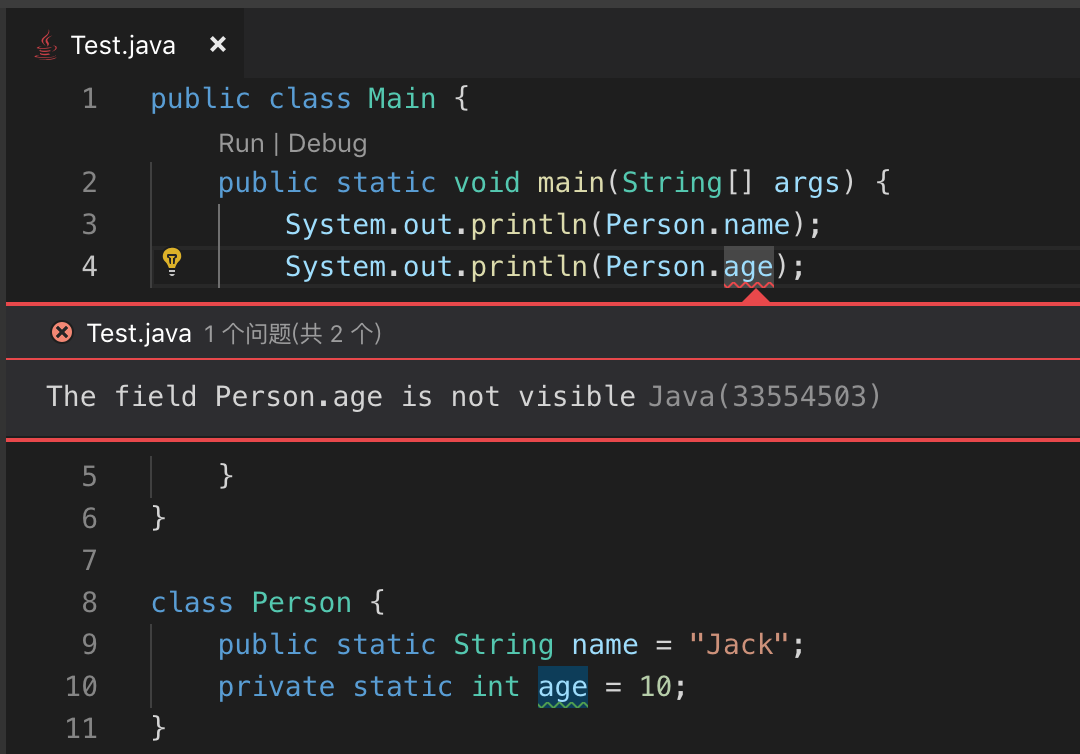 Test.java ×
1 public class Main {
Run | Debug
2 public static void main(String[] args) {
3 System.out.println(Person.name);
4 System.out.println(Person.age);
Test.java 1 个问题(共 2 个)
The field Person.age is not visible Java(33554503)
5 }
6 }
7
8 class Person {
9 public static String name = "Jack";
10 private static int age = 10;
11 }